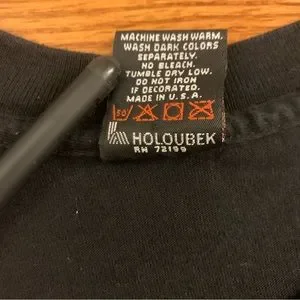 MACHINE WASH WARM,
WASH DARK COLORS
SEPARATELY.
NO BLEACH.
TUMBLE DRY LOW.
DO NOT IRON
IF DECORATED.
MADE IN U.S.A.
50
HOLOUBEK
RN 72199